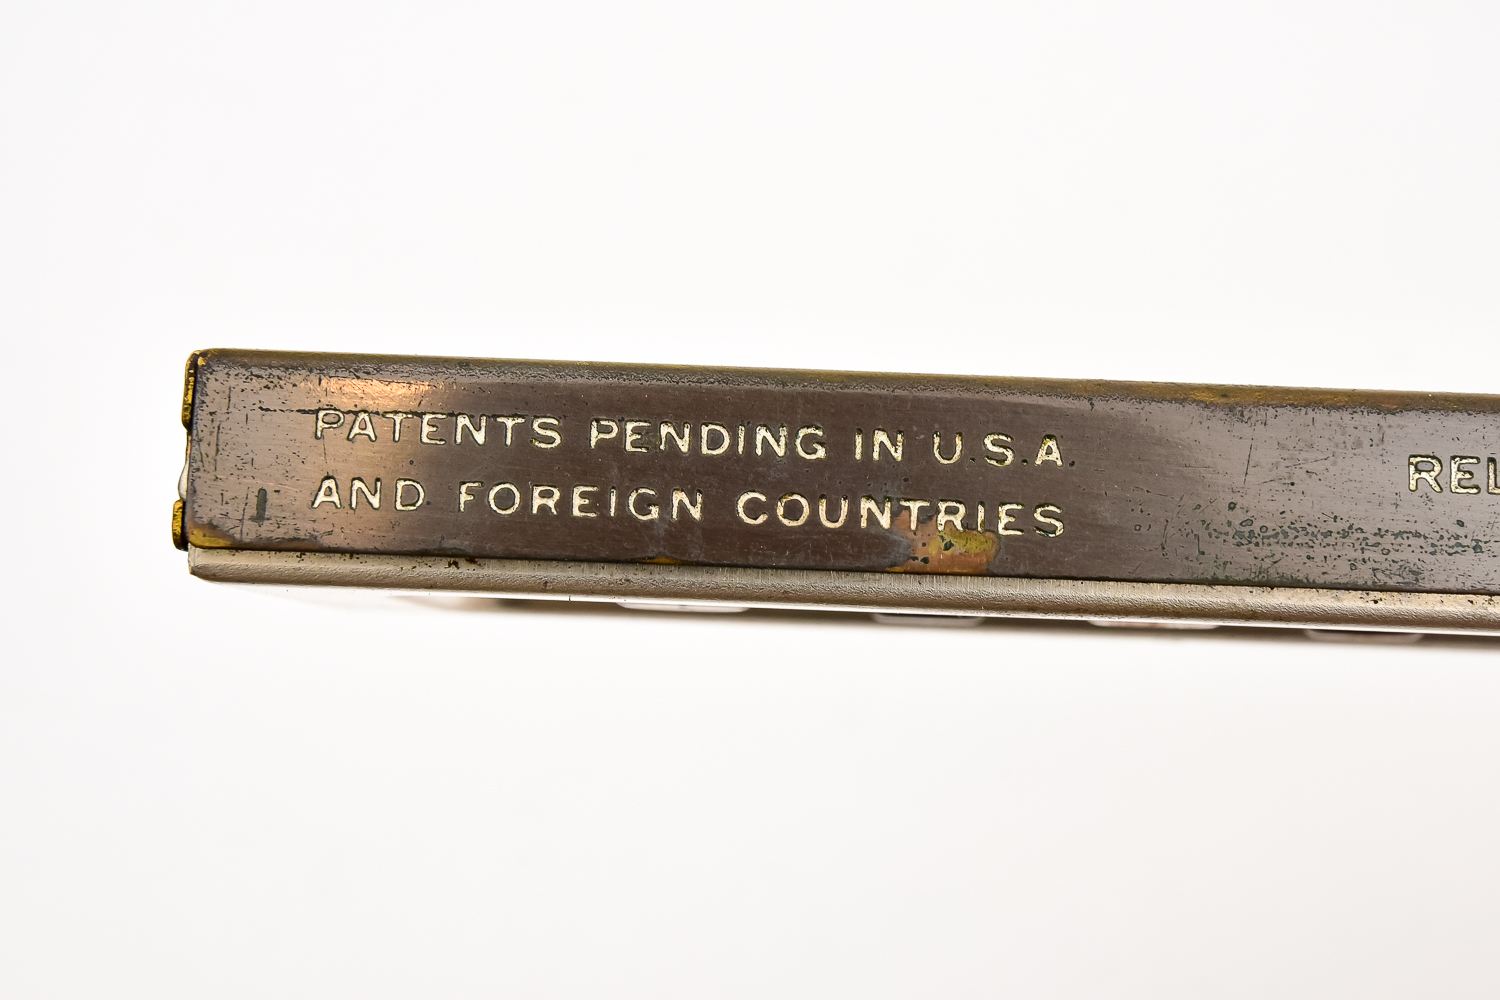 PATENTS PENDING IN U.S.A.
AND FOREIGN COUNTRIES